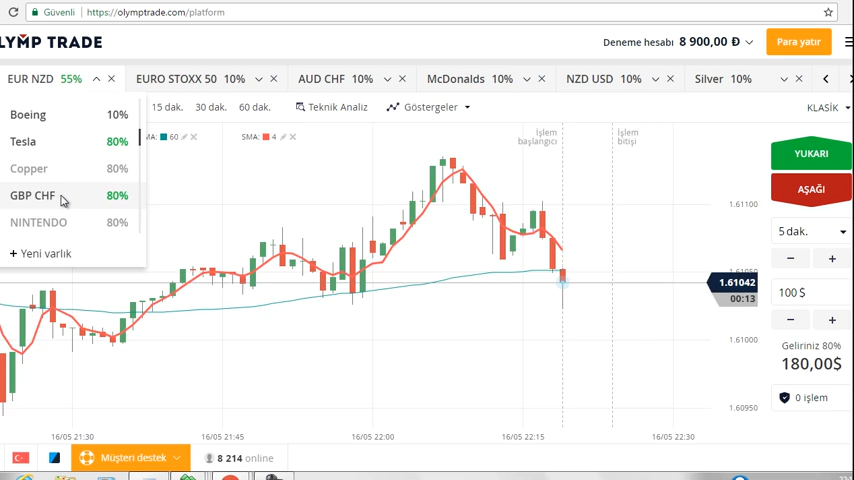 Güvenli https://olymptrade.com/platform
LYMP TRADE
Deneme hesabı 8 900,00 Đ
Para yatır
EUR NZD 55%
EURO STOXX 50 10%
AUD CHF 10%
McDonalds 10%
NZD USD 10%
Silver 10%
Boeing 10%
Tesla 80%
Copper 80%
GBP CHF 80%
NINTENDO 80%
+ Yeni varlık
15 dak. 30 dak. 60 dak. Teknik Analiz Göstergeler
KLASİK
MA: 60
SMA: 4
İşlem
başlangıcı
İşlem
bitişi
YUKARI
AŞAĞI
5 dak.
− +
100 $
− +
Geliriniz 80%
180,00$
0 işlem
1.61100
1.61050
1.61042
00:13
1.61000
1.60950
16/05 21:30
16/05 21:45
16/05 22:00
16/05 22:15
16/05 22:30
Müşteri destek
8 214 online